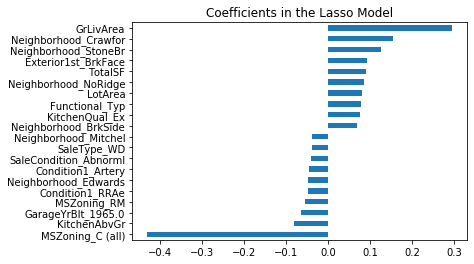 Coefficients in the Lasso Model
GrLivArea
Neighborhood_Crawfor
Neighborhood_StoneBr
Exterior1st_BrkFace
TotalSF
Neighborhood_NoRidge
LotArea
Functional_Typ
KitchenQual_Ex
Neighborhood_BrkSide
Neighborhood_Mitchel
SaleType_WD
SaleCondition_Abnorml
Condition1_Artery
Neighborhood_Edwards
Condition1_RRAe
MSZoning_RM
GarageYrBlt_1965.0
KitchenAbvGr
MSZoning_C (all)
−0.4 −0.3 −0.2 −0.1 0.0 0.1 0.2 0.3